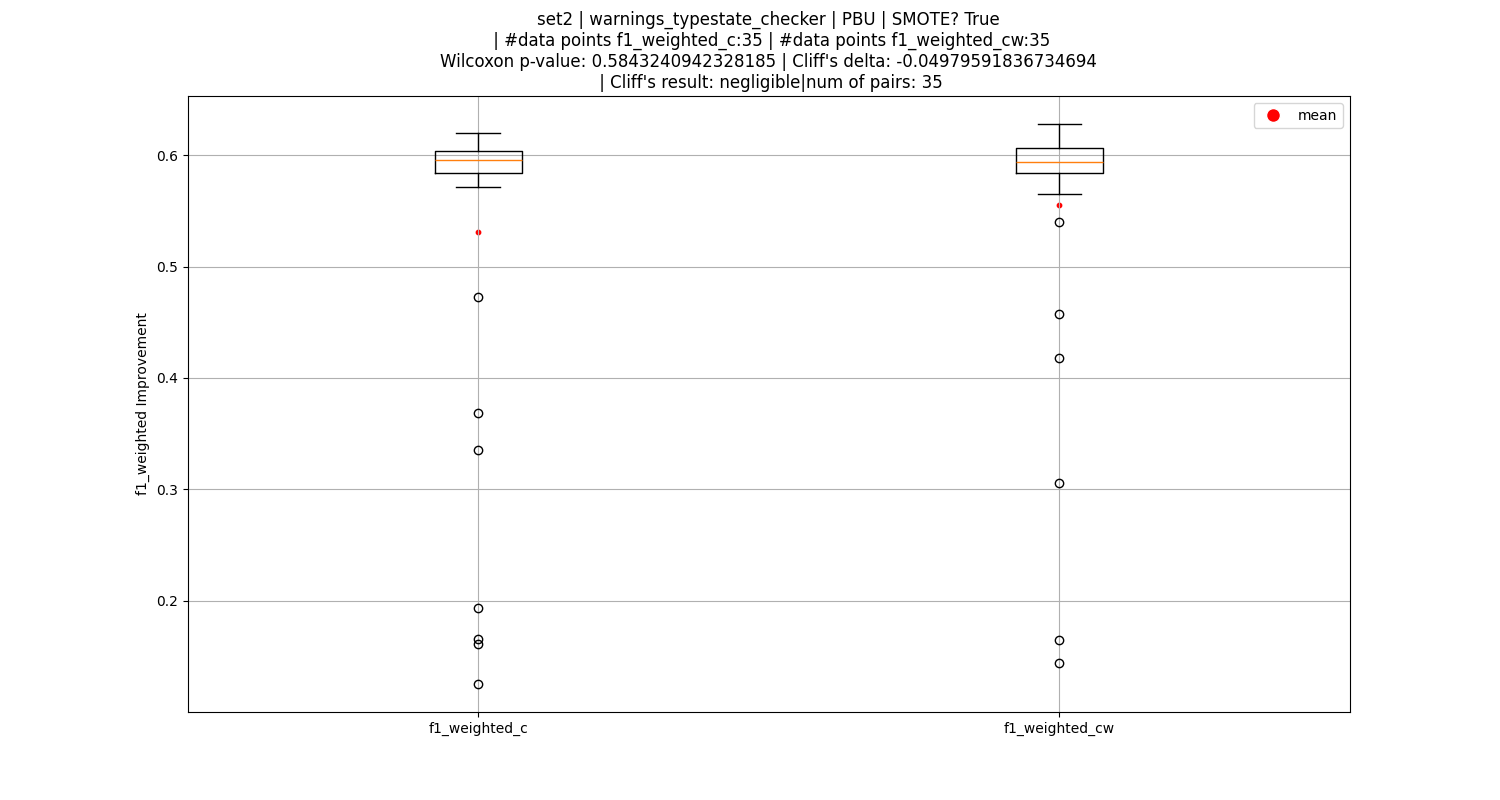 set2 | warnings_typestate_checker | PBU | SMOTE? True
| #data points f1_weighted_c:35 | #data points f1_weighted_cw:35
Wilcoxon p-value: 0.5843240942328185 | Cliff's delta: -0.04979591836734694
| Cliff's result: negligible|num of pairs: 35
mean
0.6
0.5
0.4
0.3
0.2
f1_weighted Improvement
f1_weighted_c
f1_weighted_cw